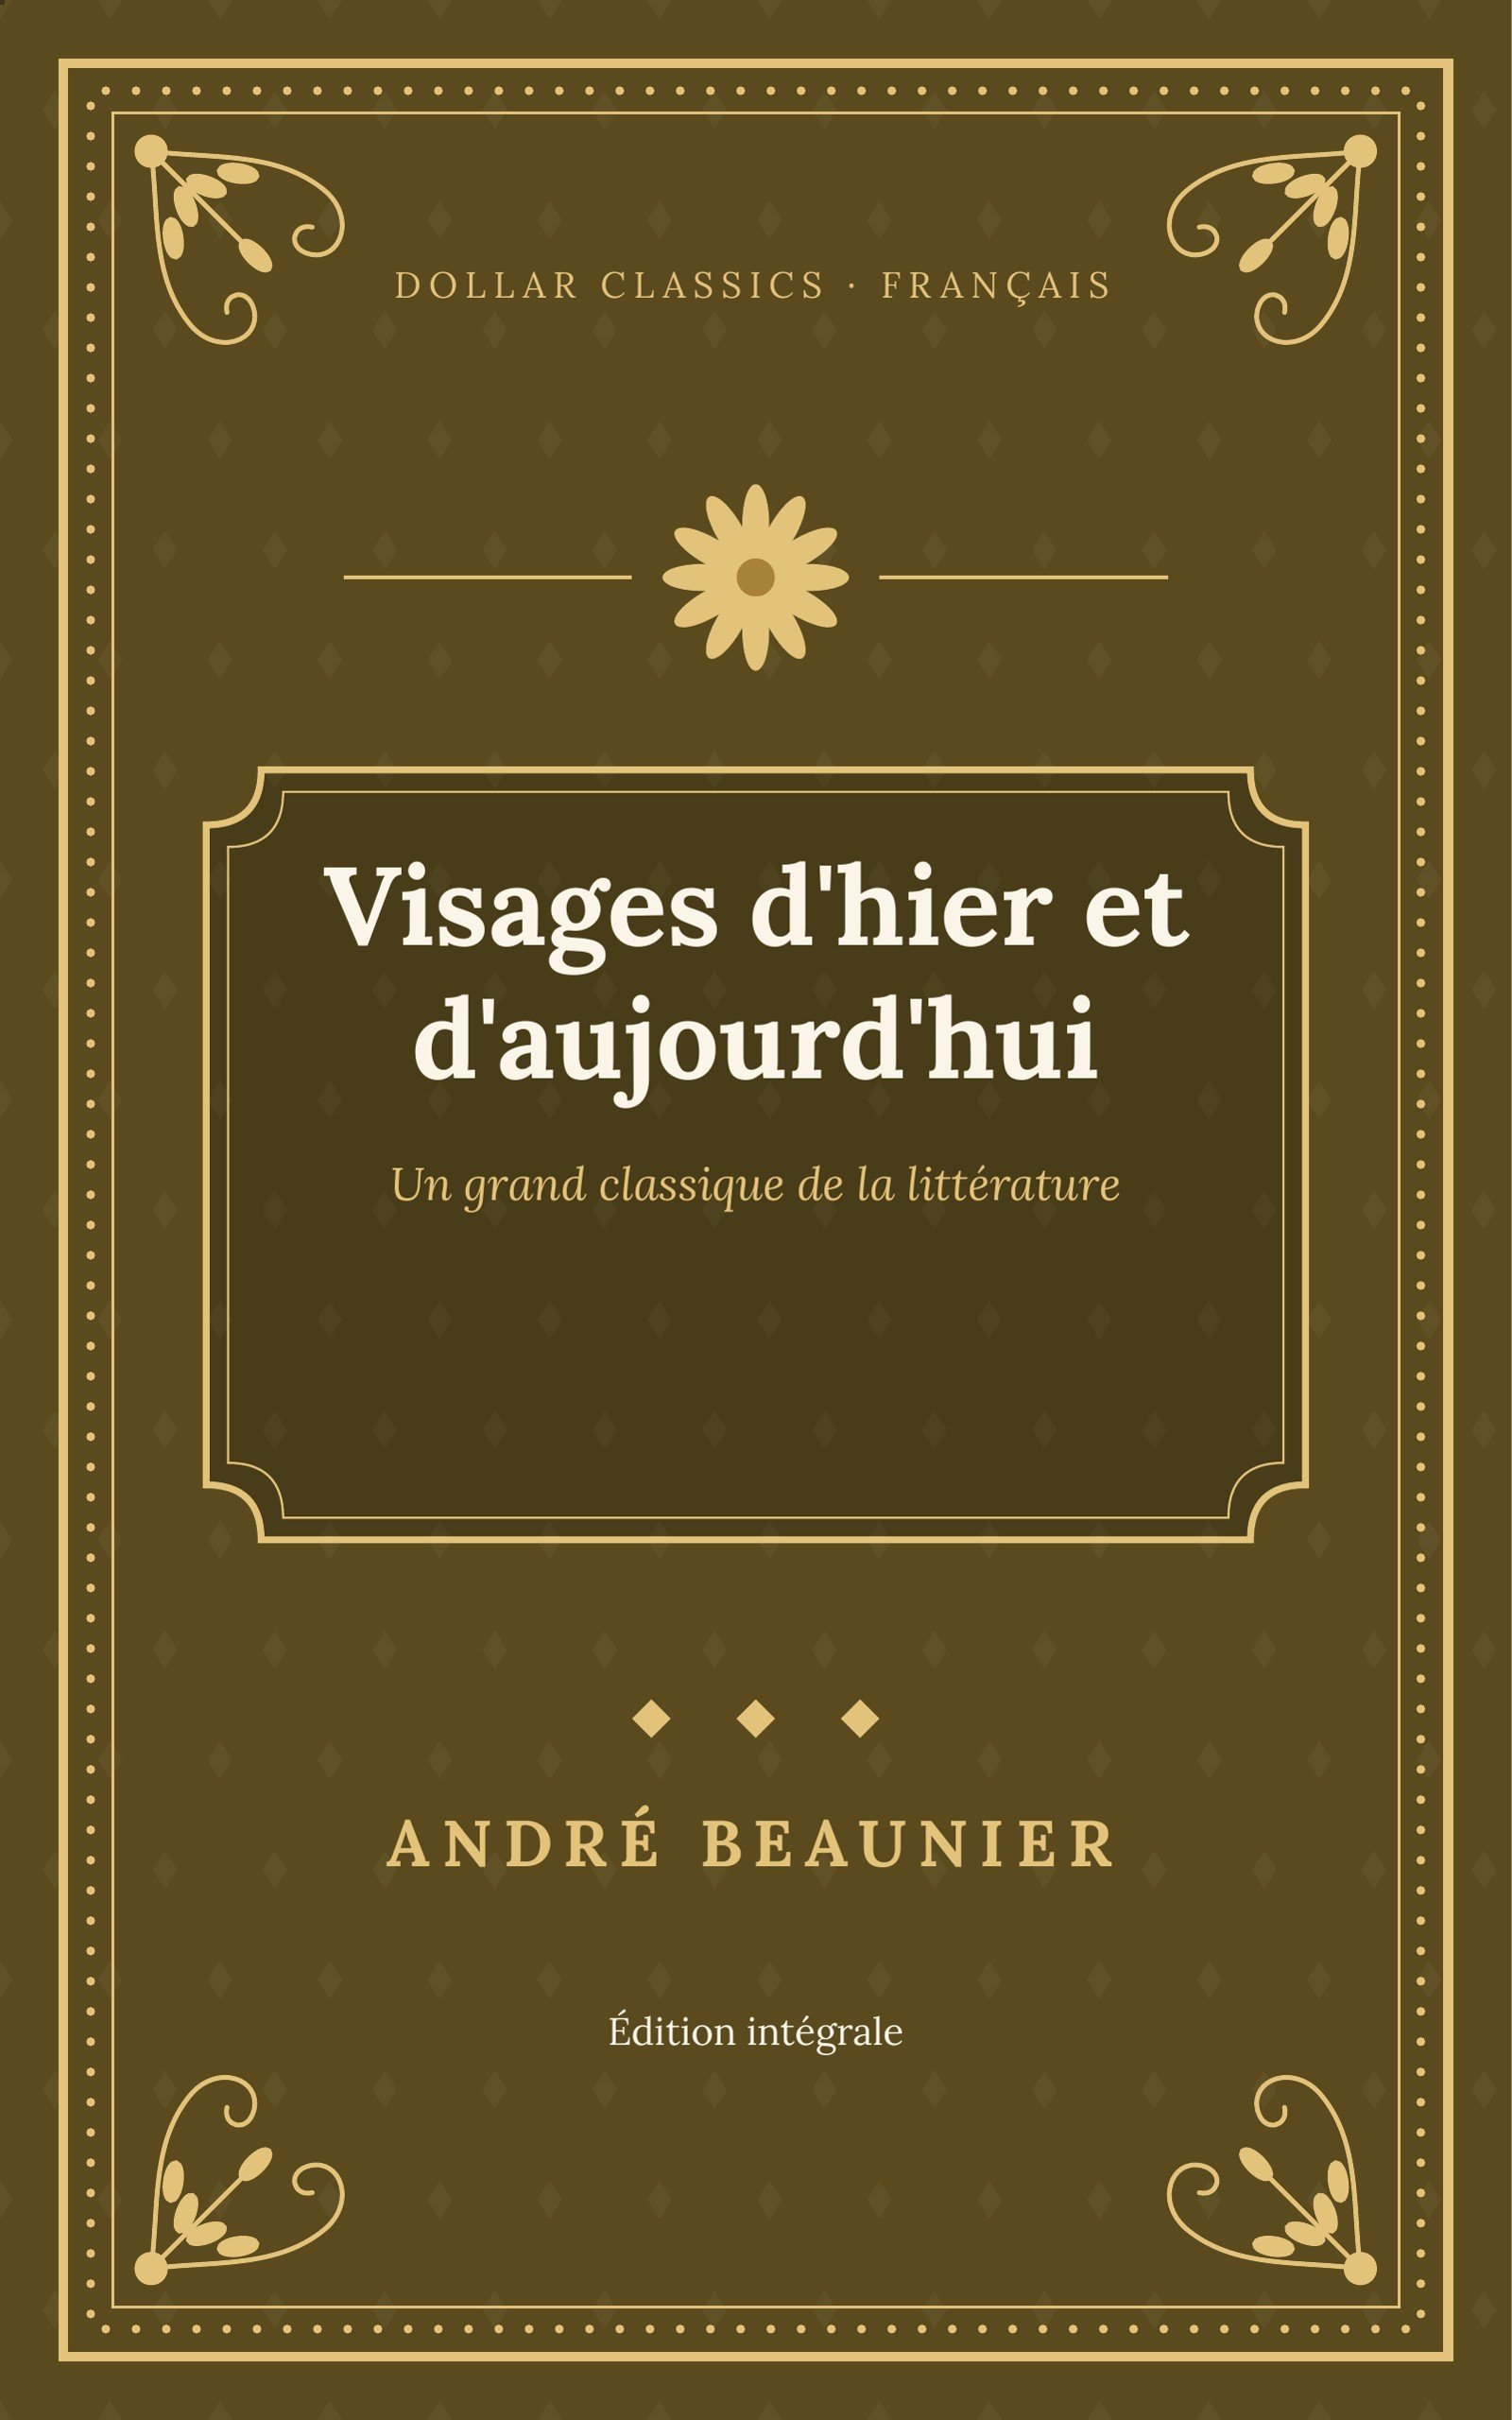 DOLLAR CLASSICS · FRANÇAIS
Visages d'hier et
d'aujourd'hui
Un grand classique de la littérature
ANDRÉ BEAUNIER
Édition intégrale